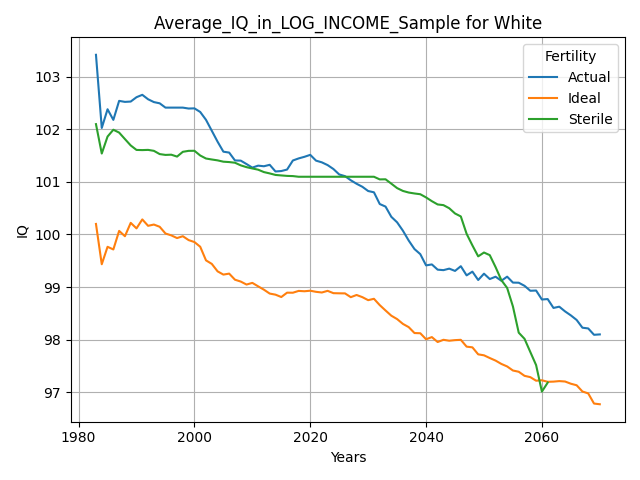 Average_IQ_in_LOG_INCOME_Sample for White
Fertility
Actual
Ideal
Sterile
IQ
103
102
101
100
99
98
97
1980
2000
2020
2040
2060
Years